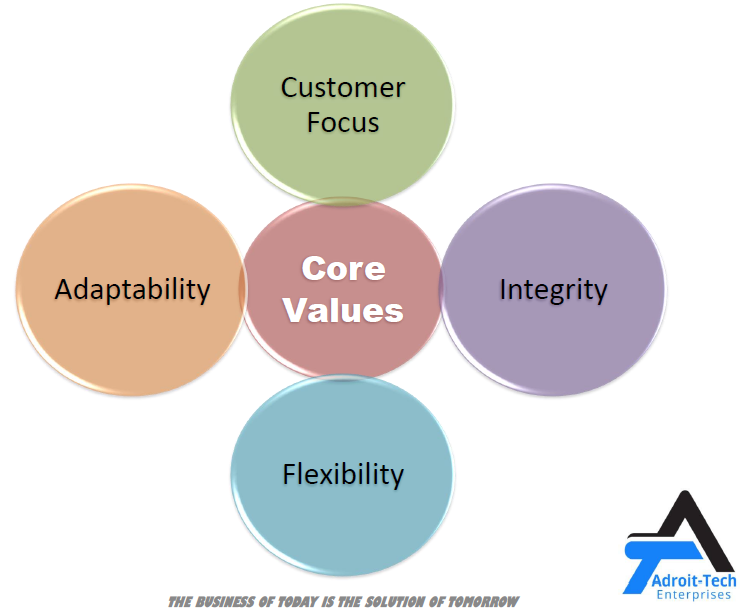 Customer
Focus
Adaptability
Core
Values
Integrity
Flexibility
Adroit-Tech
Enterprises
THE BUSINESS OF TODAY IS THE SOLUTION OF TOMORROW